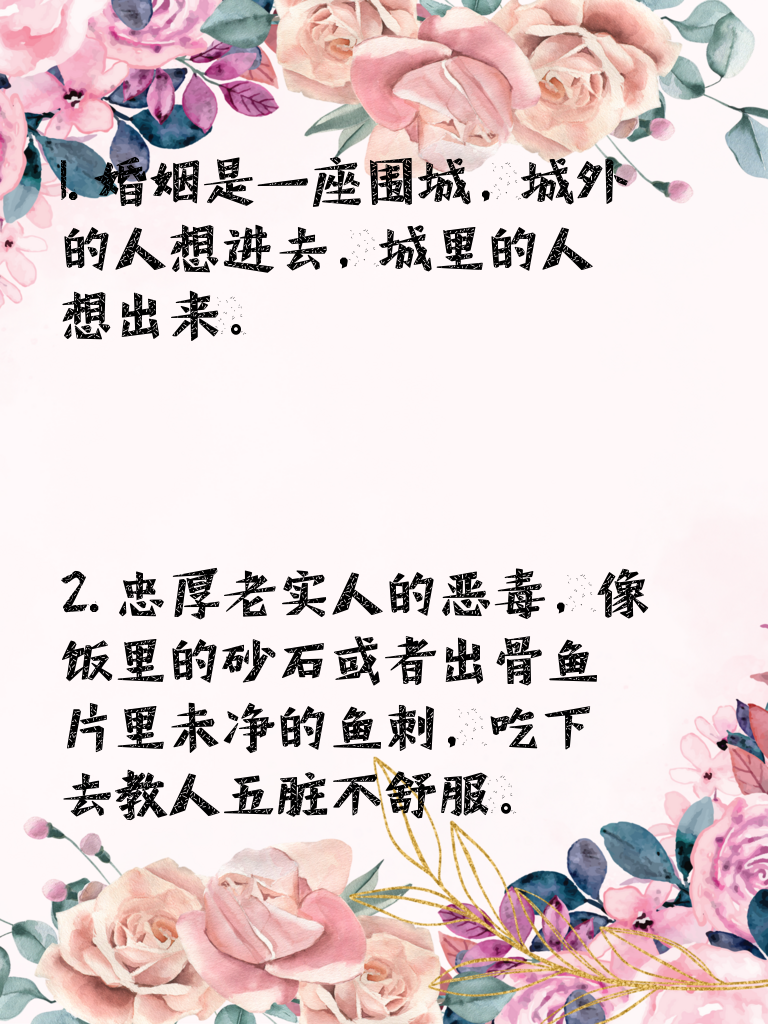 1. 婚姻是一座围城，城外
的人想进去，城里的人
想出来。
2. 忠厚老实人的恶毒，像
饭里的砂石或者出骨鱼
片里未净的鱼刺，吃下
去教人五脏不舒服。